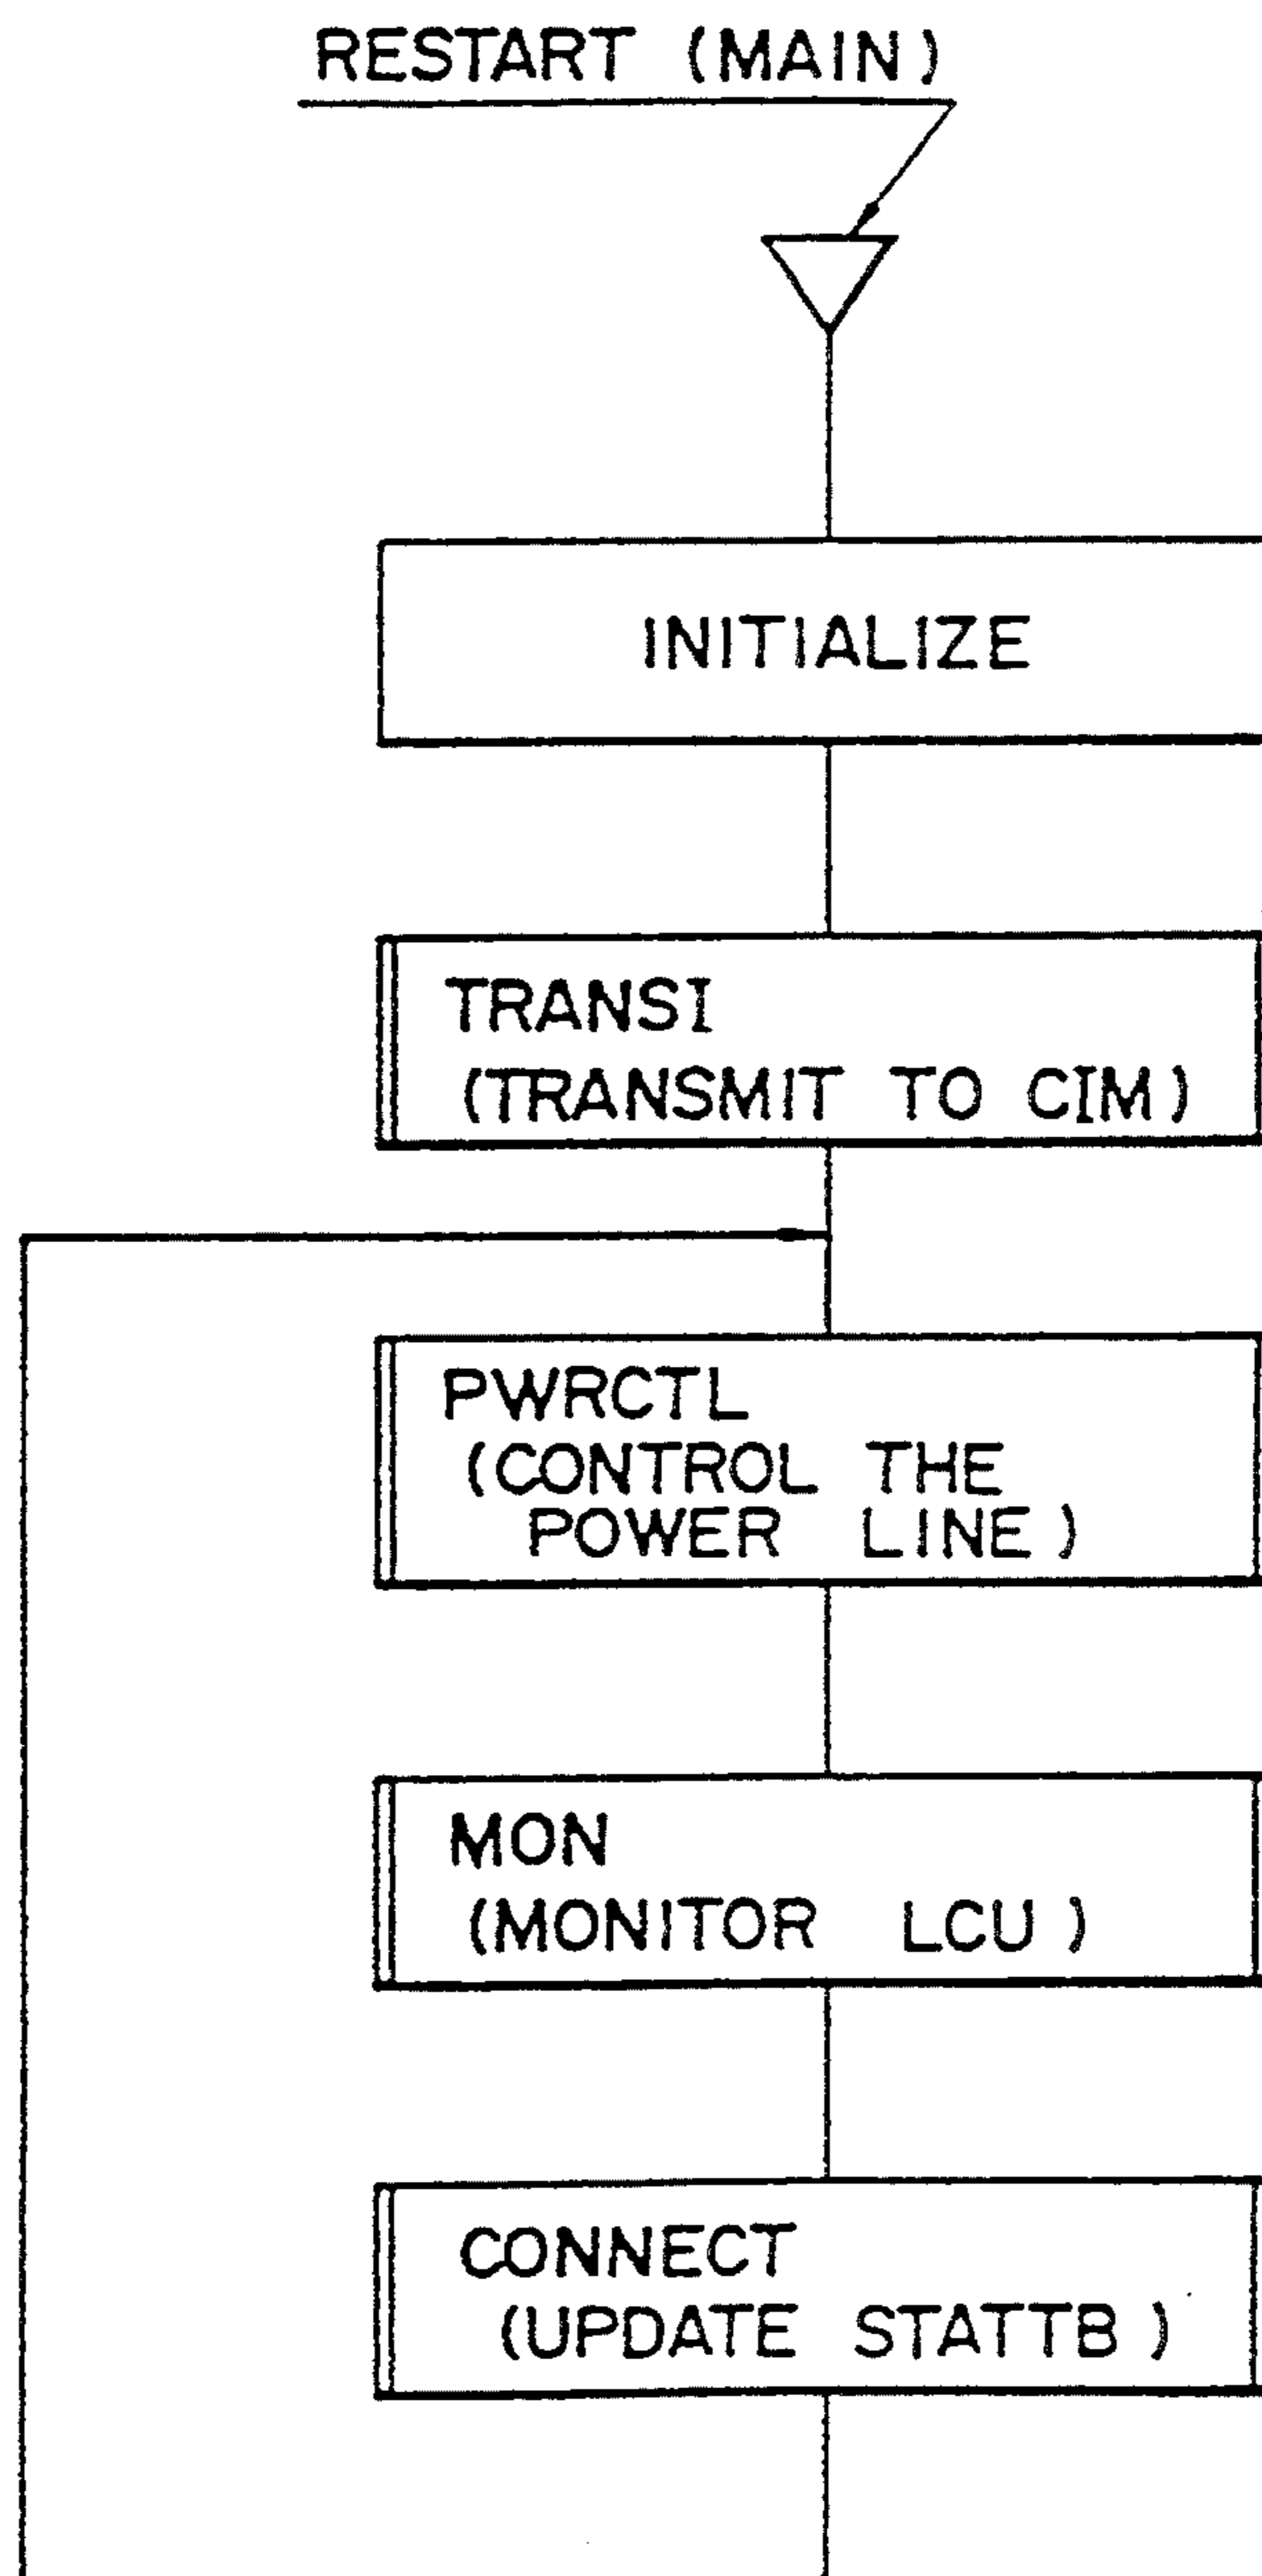 RESTART (MAIN)
INITIALIZE
TRANSI
(TRANSMIT TO CIM)
PWRCTL
(CONTROL THE
POWER LINE)
MON
(MONITOR LCU)
CONNECT
(UPDATE STATTB)